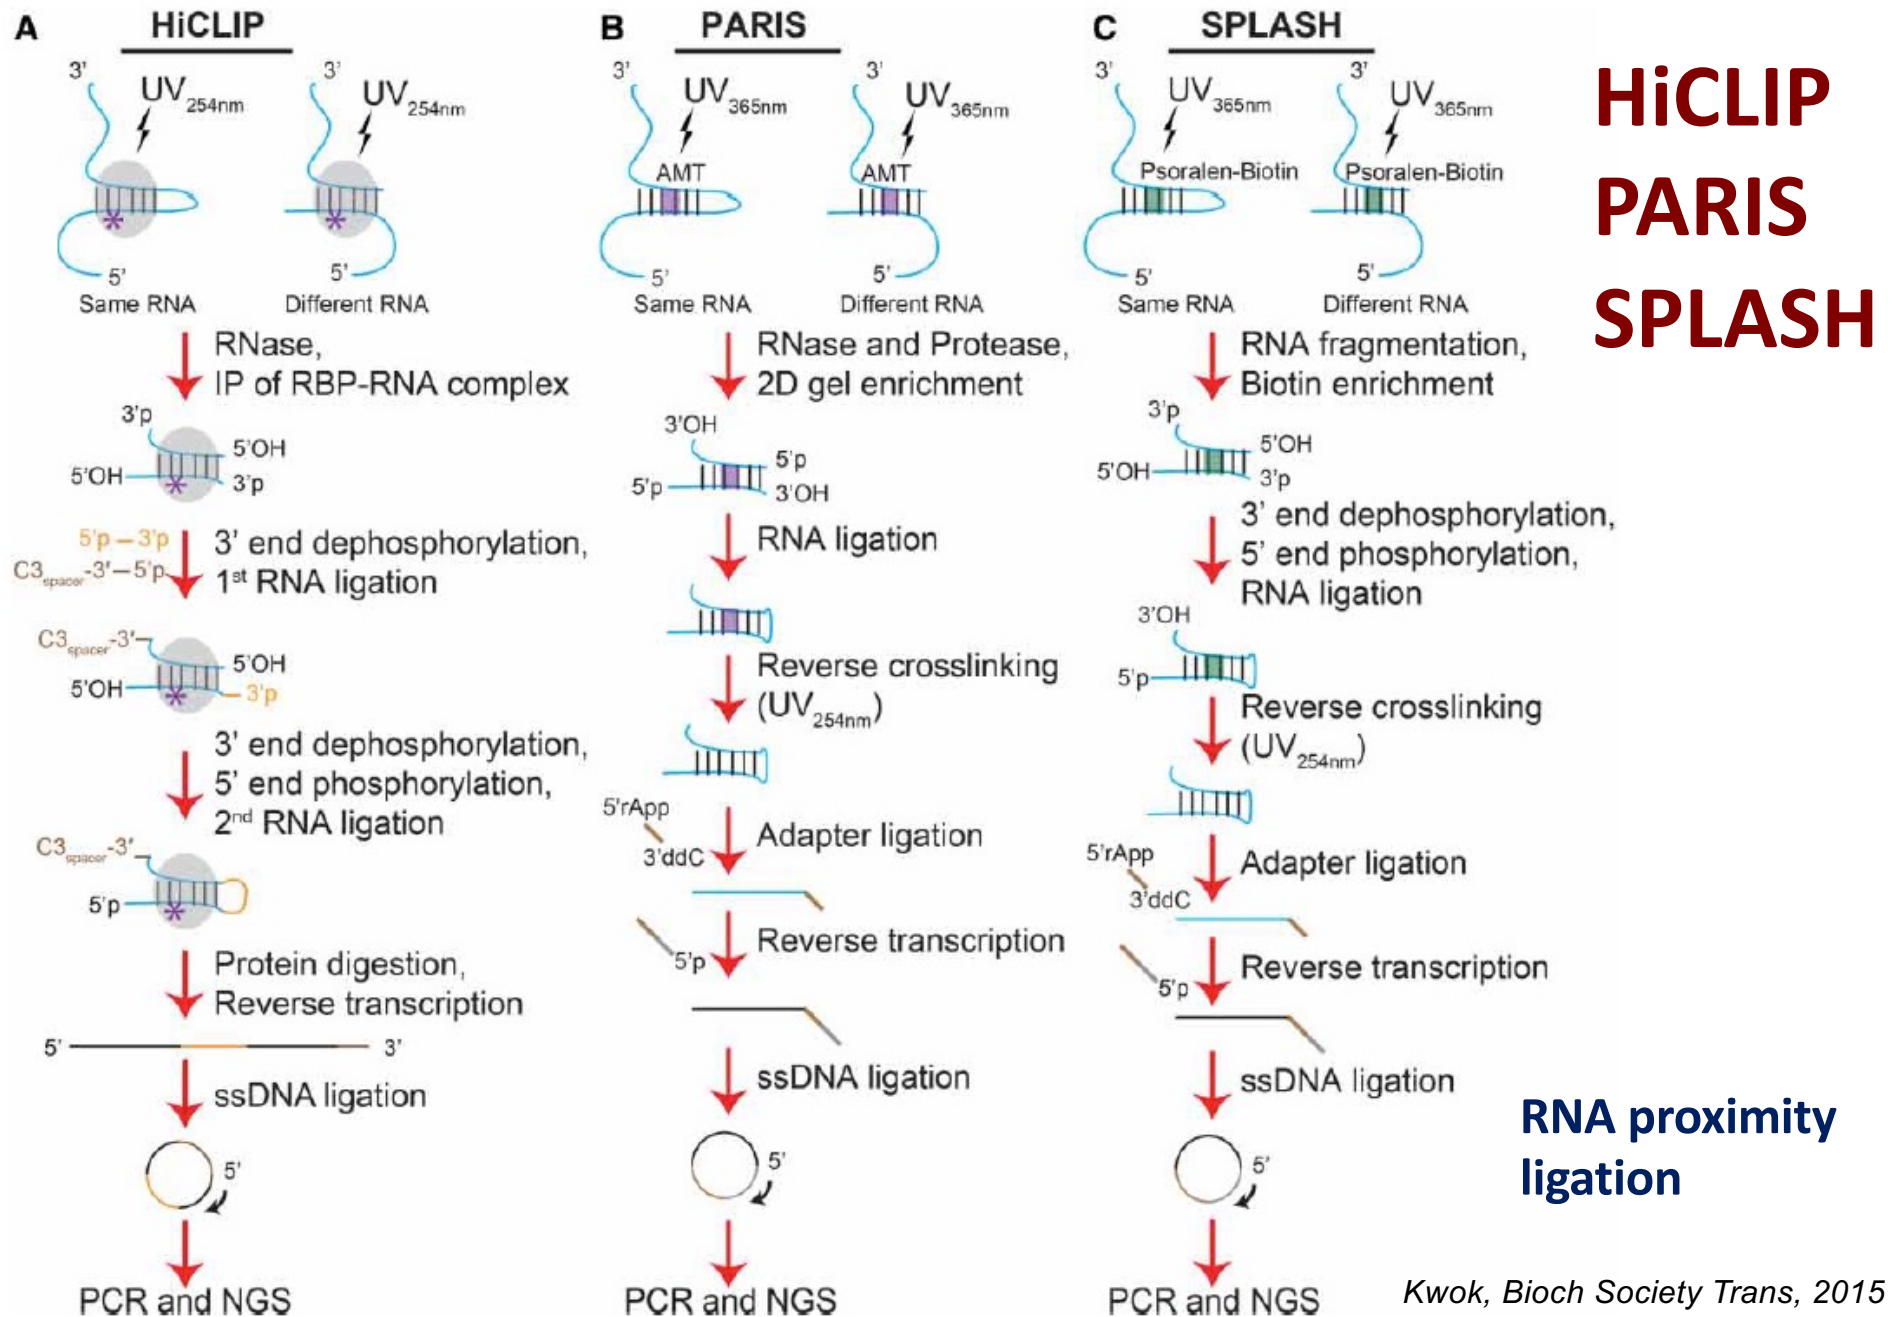 A
HiCLIP
3'
UV254nm
3'
UV254nm
*
*
5'
5'
Same RNA
Different RNA
RNase,
IP of RBP-RNA complex
3'p
5'OH
5'OH
3'p
*
5'p – 3'p
C3spacer-3'–5'p
3' end dephosphorylation,
1st RNA ligation
C3spacer-3'
5'OH
5'OH
3'p
*
3' end dephosphorylation,
5' end phosphorylation,
2nd RNA ligation
C3spacer-3'
5'p
*
Protein digestion,
Reverse transcription
5'
3'
ssDNA ligation
5'
PCR and NGS
B
PARIS
3'
UV365nm
3'
UV365nm
AMT
AMT
5'
5'
Same RNA
Different RNA
RNase and Protease,
2D gel enrichment
3'OH
5'p
5'p
3'OH
RNA ligation
Reverse crosslinking
(UV254nm)
5'rApp
3'ddC
Adapter ligation
5'p
Reverse transcription
ssDNA ligation
5'
PCR and NGS
C
SPLASH
3'
UV365nm
3'
UV365nm
Psoralen-Biotin
Psoralen-Biotin
5'
5'
Same RNA
Different RNA
RNA fragmentation,
Biotin enrichment
3'p
5'OH
5'OH
3'p
3' end dephosphorylation,
5' end phosphorylation,
RNA ligation
3'OH
5'p
Reverse crosslinking
(UV254nm)
5'rApp
3'ddC
Adapter ligation
5'p
Reverse transcription
ssDNA ligation
5'
PCR and NGS
HiCLIP
PARIS
SPLASH
RNA proximity
ligation
Kwok, Bioch Society Trans, 2015